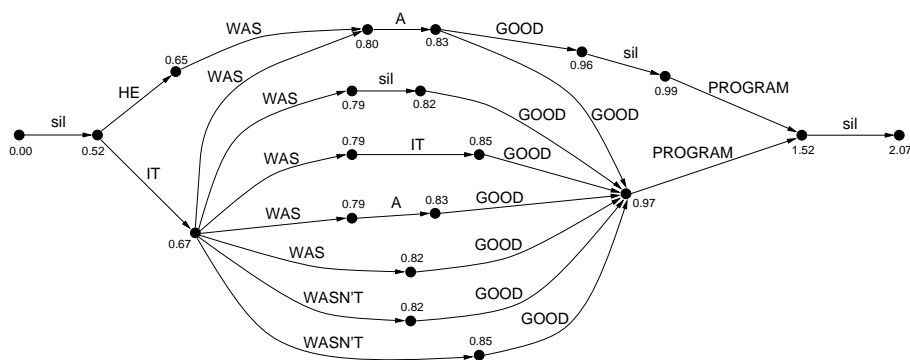 A
WAS
GOOD
0.80
0.83
0.65
0.96
sil
0.99
HE
WAS
sil
WAS
0.79
0.82
GOOD
GOOD
PROGRAM
sil
0.00
0.52
sil
1.52
2.07
IT
WAS
0.79
IT
0.85
GOOD
PROGRAM
WAS
0.79
A
0.83
GOOD
0.97
0.67
WAS
0.82
GOOD
WASN'T
0.82
GOOD
WASN'T
0.85
GOOD